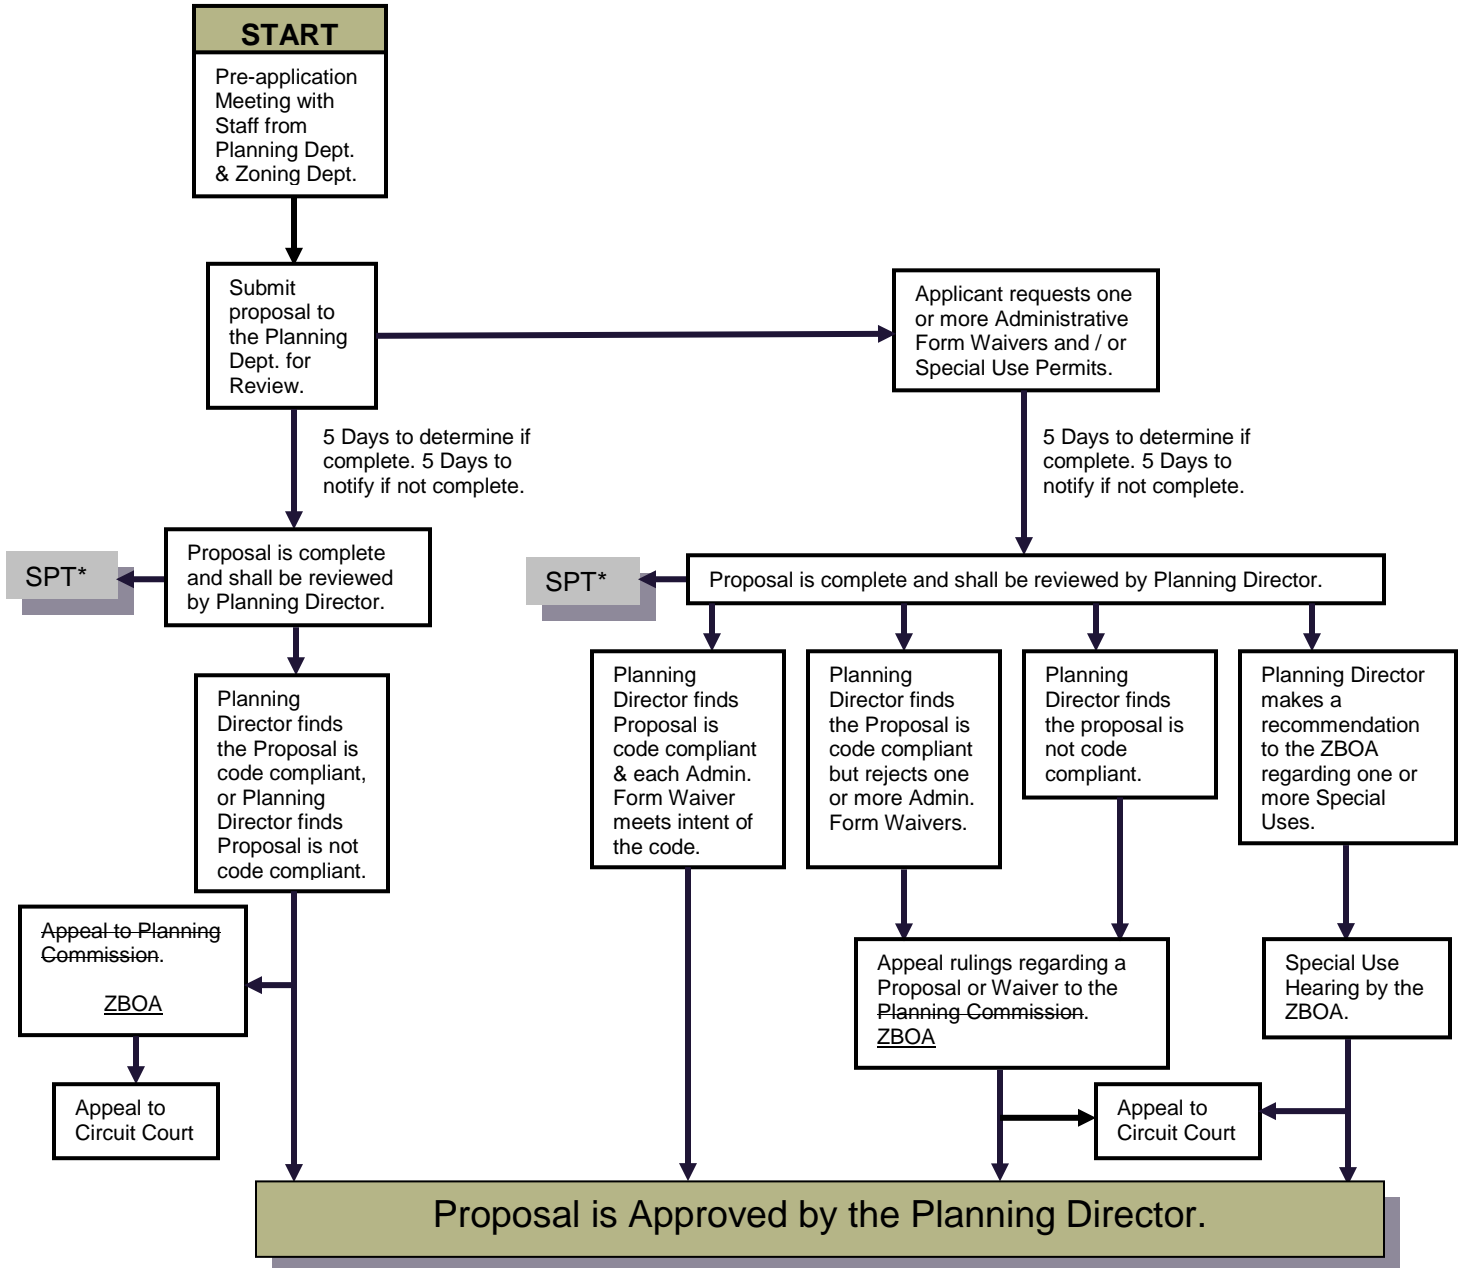 START
Pre-application
Meeting with
Staff from
Planning Dept.
& Zoning Dept.
Submit
proposal to
the Planning
Dept. for
Review.
Applicant requests one
or more Administrative
Form Waivers and / or
Special Use Permits.
5 Days to determine if
complete. 5 Days to
notify if not complete.
5 Days to determine if
complete. 5 Days to
notify if not complete.
SPT*
Proposal is complete
and shall be reviewed
by Planning Director.
SPT*
Proposal is complete and shall be reviewed by Planning Director.
Planning
Director finds
the Proposal is
code compliant,
or Planning
Director finds
Proposal is not
code compliant.
Planning
Director finds
Proposal is
code compliant
& each Admin.
Form Waiver
meets intent of
the code.
Planning
Director finds
the Proposal is
code compliant
but rejects one
or more Admin.
Form Waivers.
Planning
Director finds
the proposal is
not code
compliant.
Planning Director
makes a
recommendation
to the ZBOA
regarding one or
more Special
Uses.
Appeal to Planning
Commission.
ZBOA
Appeal rulings regarding a
Proposal or Waiver to the
Planning Commission.
ZBOA
Special Use
Hearing by the
ZBOA.
Appeal to
Circuit Court
Appeal to
Circuit Court
Proposal is Approved by the Planning Director.